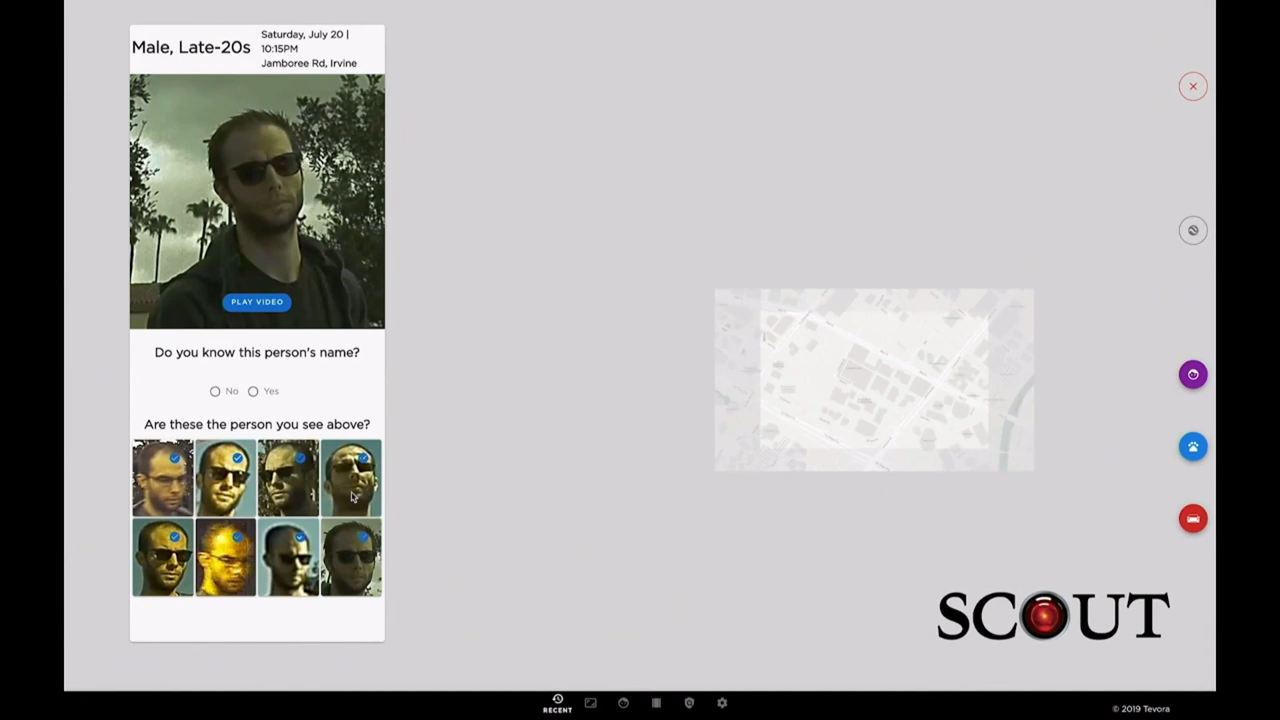 Male, Late-20s
Saturday, July 20 |
10:15PM
Jamboree Rd, Irvine
PLAY VIDEO
Do you know this person's name?
No Yes
Are these the person you see above?
SCOUT
RECENT
© 2019 Tevora